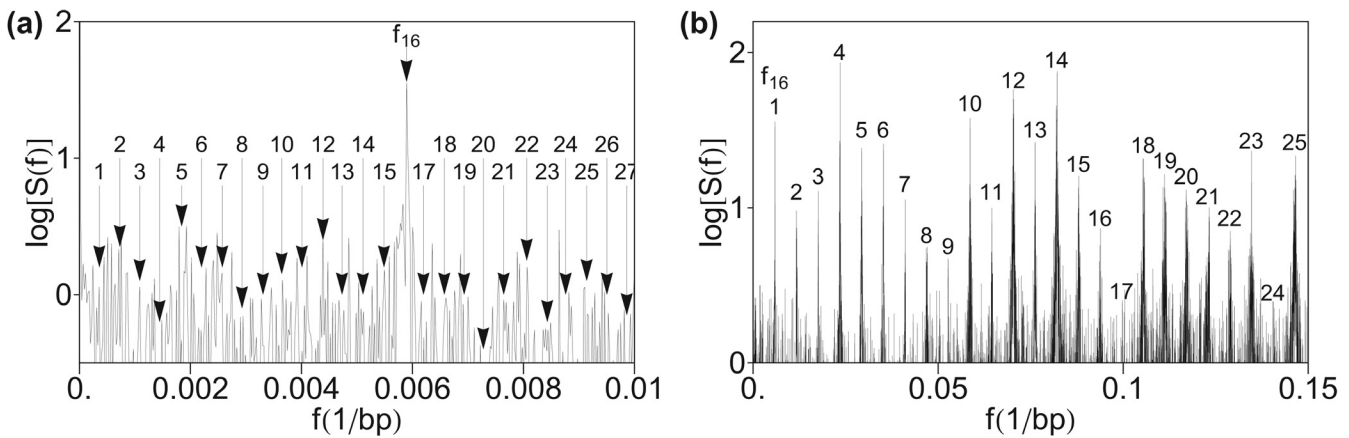 (a)
2
1
0
log[S(f)]
f16
2 4 6 8 10 12 14 16 18 20 22 24 26
1 3 5 7 9 11 13 15 17 19 21 23 25 27
0. 0.002 0.004 0.006 0.008 0.01
f(1/bp)
(b)
2
1
0
log[S(f)]
f16
1 2 3 4 5 6 7 8 9 10 11 12 13 14 15 16 17 18 19 20 21 22 23 24 25
0 0.05 0.1 0.15
f(1/bp)